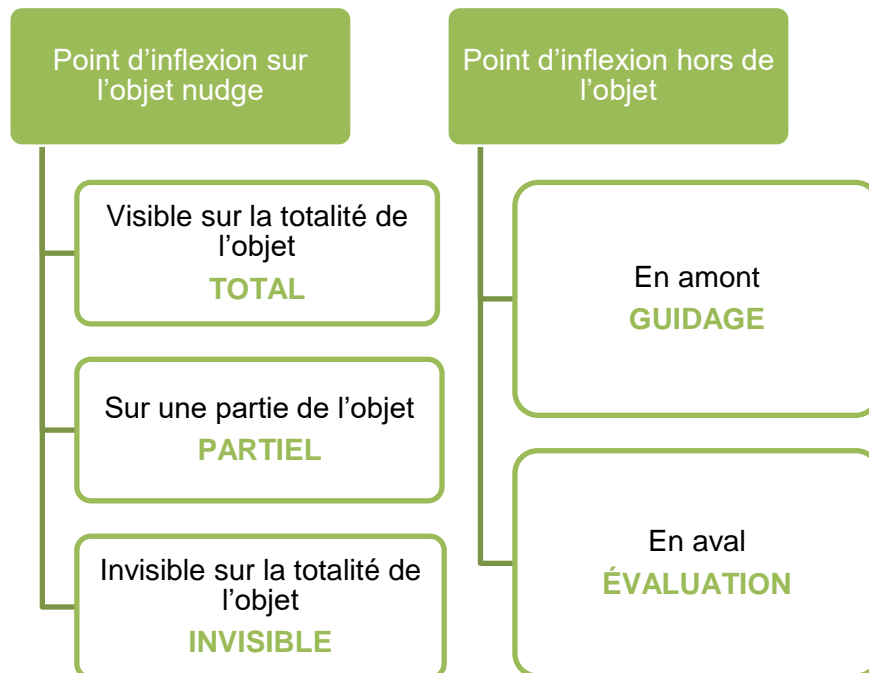 Point d’inflexion sur
l’objet nudge
Visible sur la totalité de
l’objet
TOTAL
Sur une partie de l’objet
PARTIEL
Invisible sur la totalité de
l’objet
INVISIBLE
Point d’inflexion hors de
l’objet
En amont
GUIDAGE
En aval
ÉVALUATION